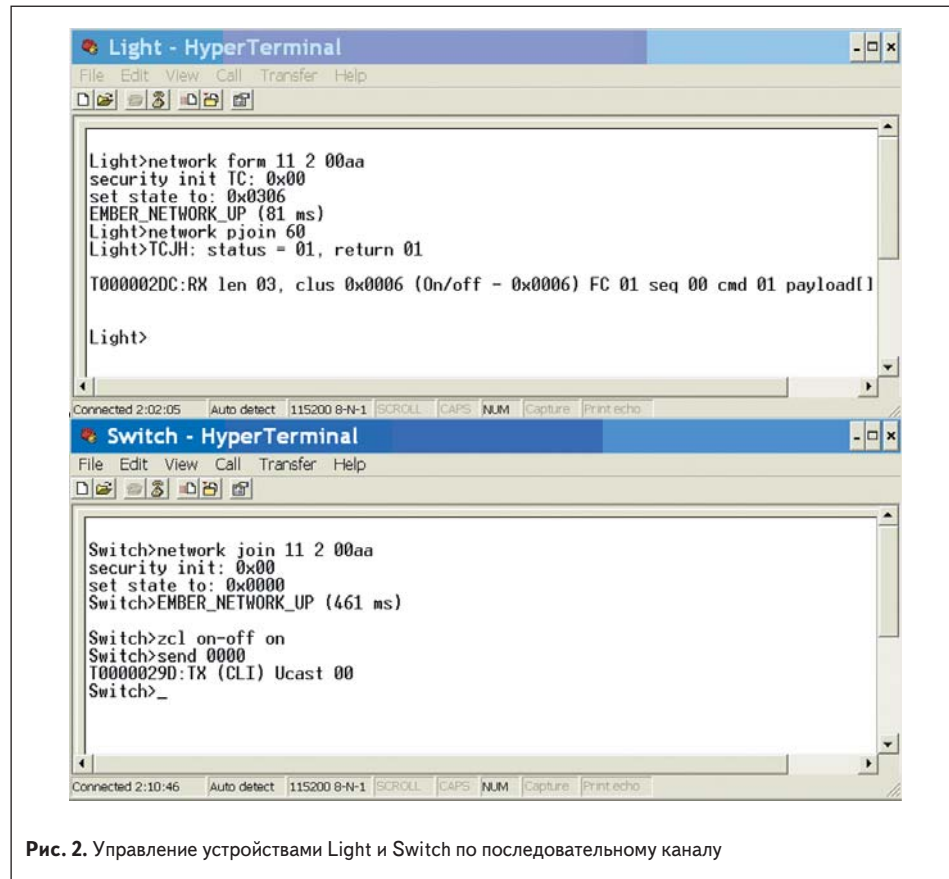 Light - HyperTerminal
File Edit View Call Transfer Help
Light>network form 11 2 00aa
security init TC: 0x00
set state to: 0x0306
EMBER_NETWORK_UP (81 ms)
Light>network pjoin 60
Light>TCJH: status = 01, return 01
T000002DC:RX len 03, clus 0x0006 (On/off - 0x0006) FC 01 seq 00 cmd 01 payload[]
Light>
Connected 2:02:05 Auto detect 115200 8-N-1 SCROLL CAPS NUM Capture Print echo
Switch - HyperTerminal
File Edit View Call Transfer Help
Switch>network join 11 2 00aa
security init: 0x00
set state to: 0x0000
Switch>EMBER_NETWORK_UP (461 ms)
Switch>zcl on-off on
Switch>send 0000
T0000029D:TX (CLI) Ucast 00
Switch>_
Connected 2:10:46 Auto detect 115200 8-N-1 SCROLL CAPS NUM Capture Print echo
Рис. 2. Управление устройствами Light и Switch по последовательному каналу